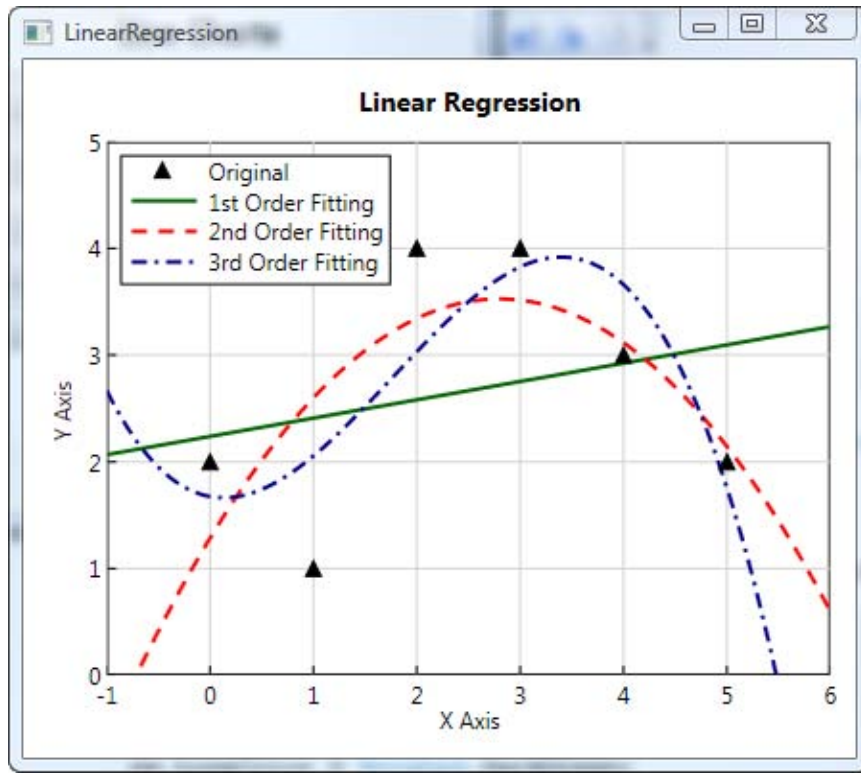 LinearRegression
Linear Regression
5
4
3
2
1
0
Original
1st Order Fitting
2nd Order Fitting
3rd Order Fitting
Y Axis
-1 0 1 2 3 4 5 6
X Axis